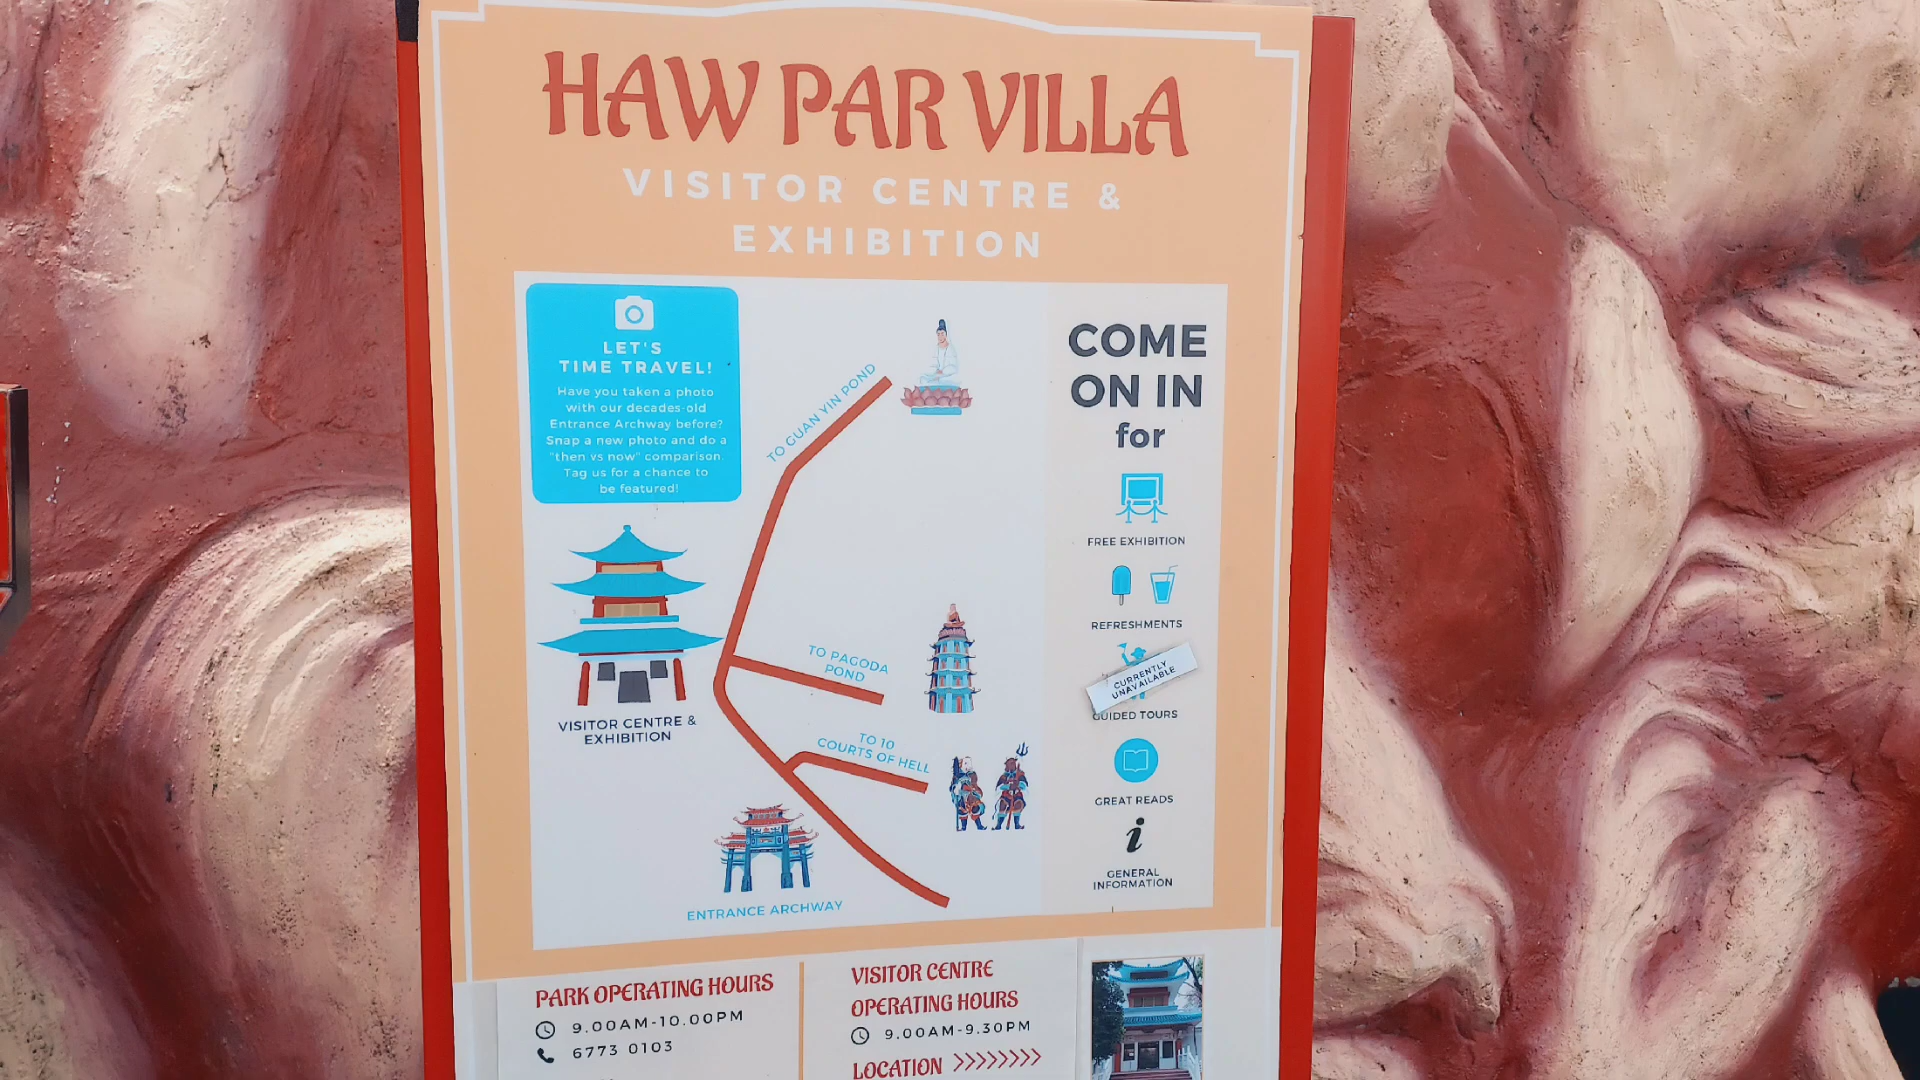 HAW PAR VILLA
VISITOR CENTRE &
EXHIBITION
LET'S
TIME TRAVEL!
Have you taken a photo
with our decades-old
Entrance Archway before?
Snap a new photo and do a
"then vs now" comparison.
Tag us for a chance to
be featured!
TO GUAN YIN POND
VISITOR CENTRE &
EXHIBITION
TO PAGODA
POND
TO 10
COURTS OF HELL
ENTRANCE ARCHWAY
COME
ON IN
for
FREE EXHIBITION
REFRESHMENTS
CURRENTLY
UNAVAILABLE
GUIDED TOURS
GREAT READS
i
GENERAL
INFORMATION
PARK OPERATING HOURS
9.00AM-10.00PM
6773 0103
VISITOR CENTRE
OPERATING HOURS
9.00AM-9.30PM
LOCATION >>>>>>>>